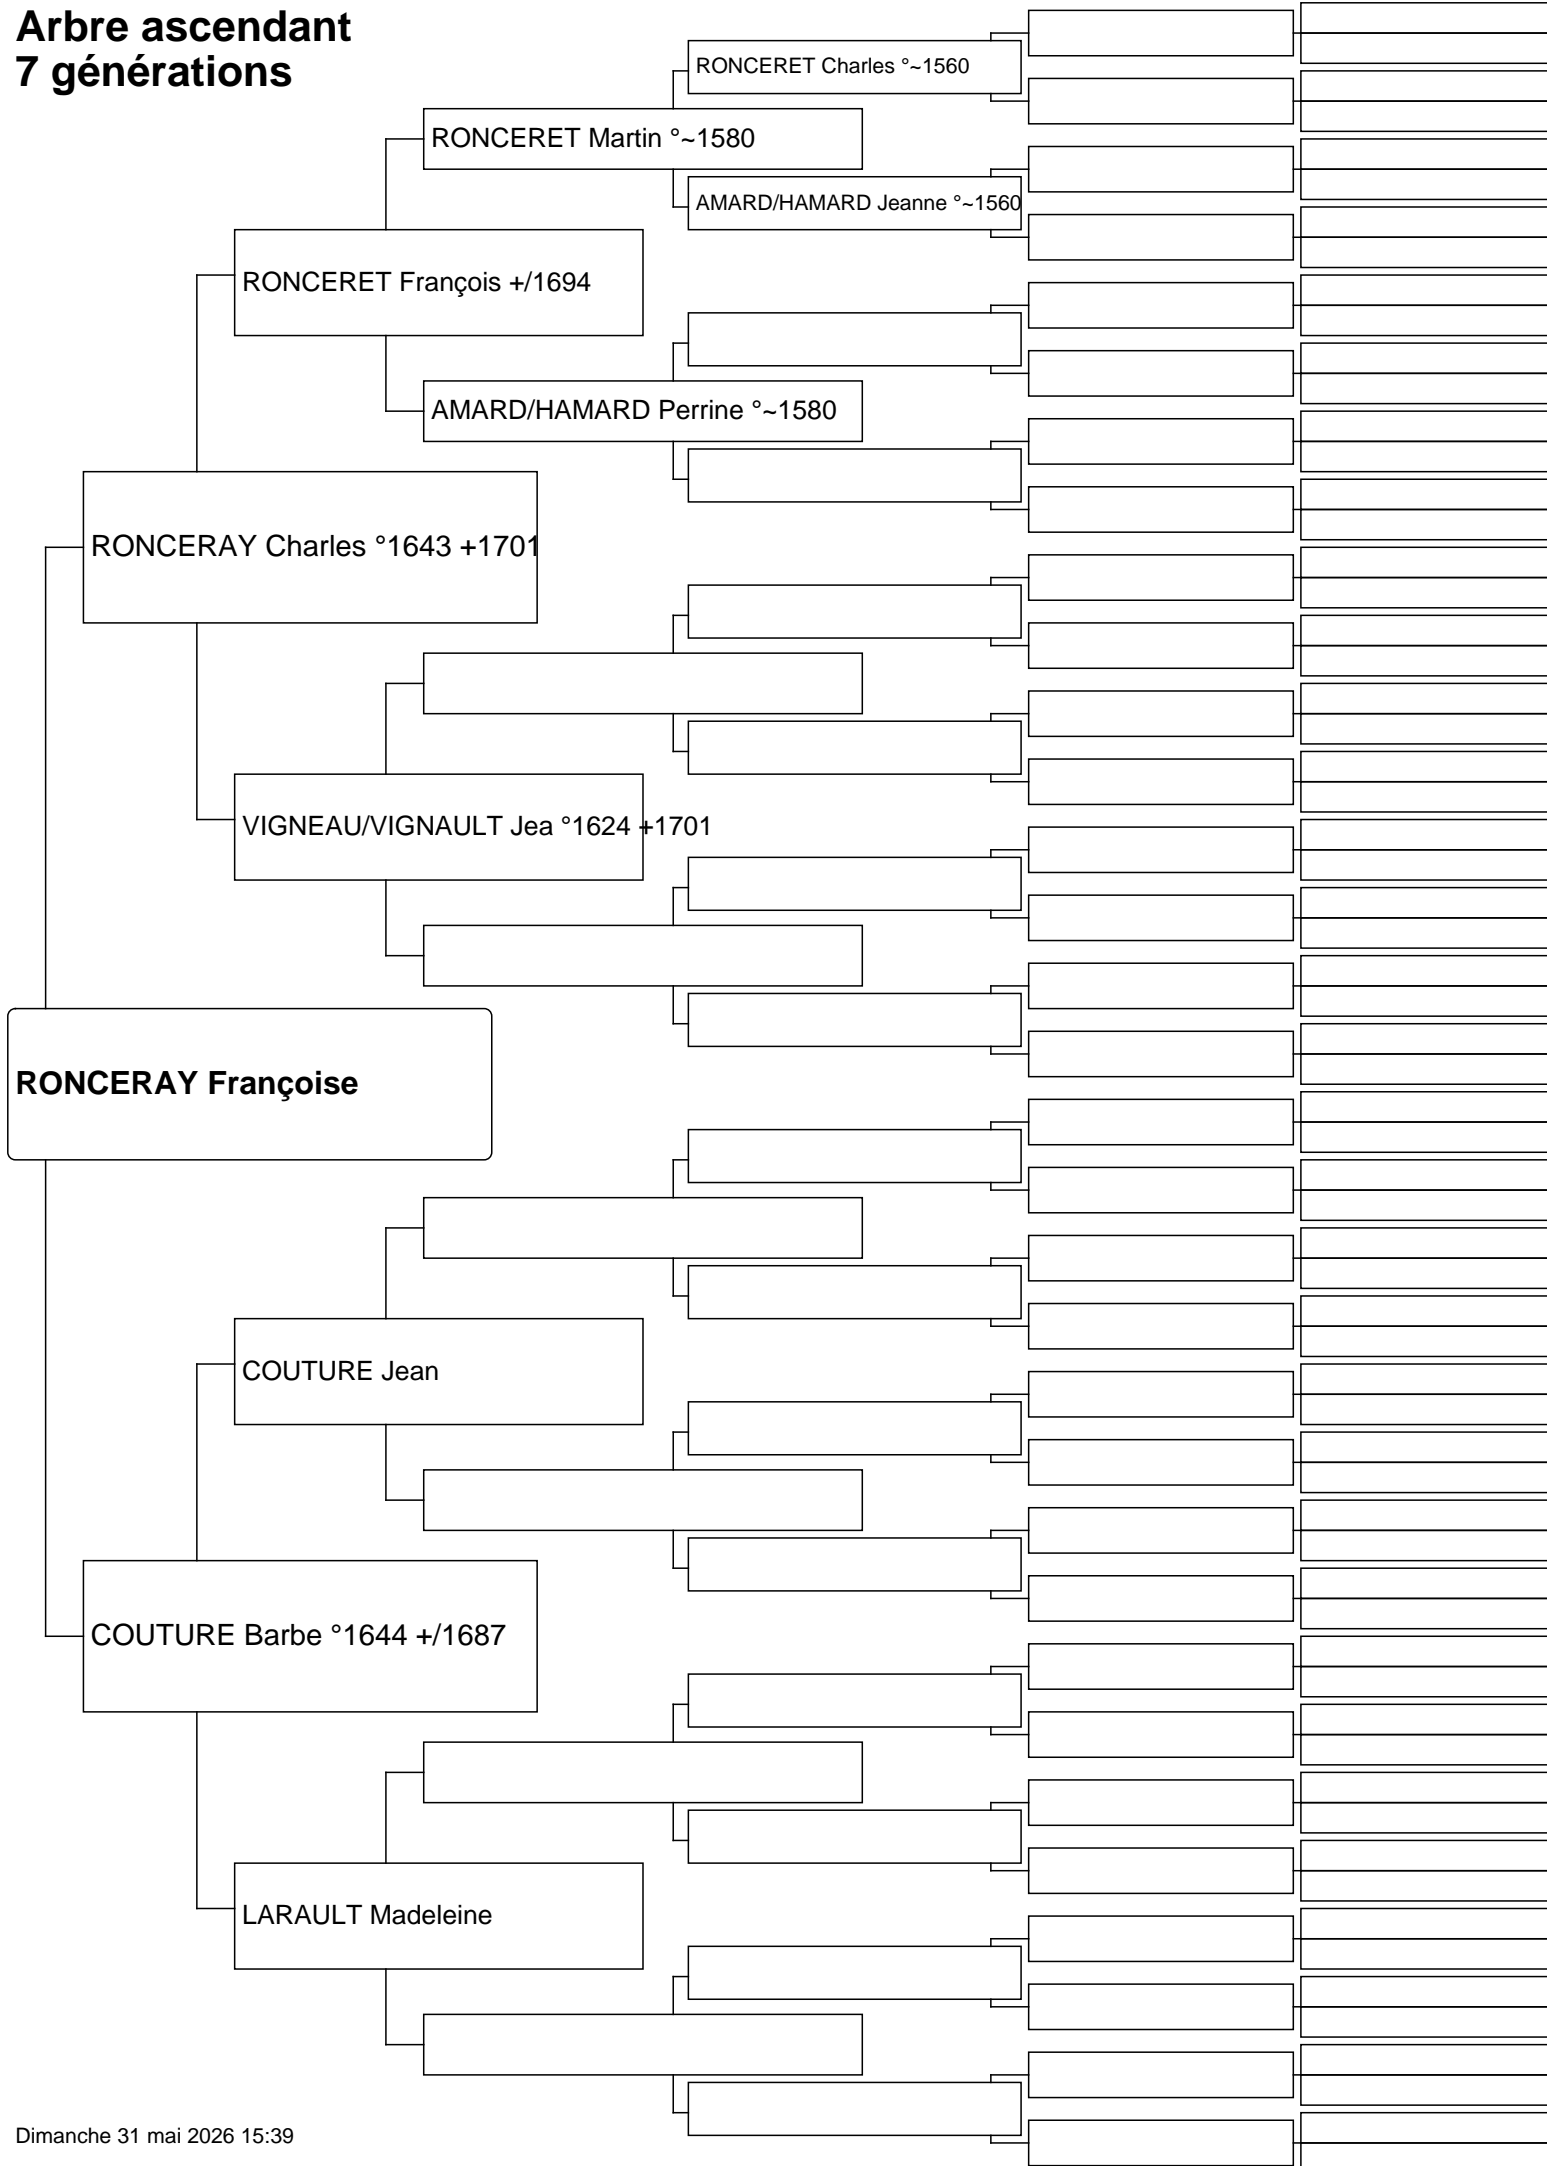 Arbre ascendant
7 générations
RONCERET Charles °~1560
RONCERET Martin °~1580
AMARD/HAMARD Jeanne °~1560
RONCERET François +/1694
AMARD/HAMARD Perrine °~1580
RONCERAY Charles °1643 +1701
VIGNEAU/VIGNAULT Jea °1624 +1701
RONCERAY Françoise
COUTURE Jean
COUTURE Barbe °1644 +/1687
LARAULT Madeleine
Dimanche 31 mai 2026 15:39